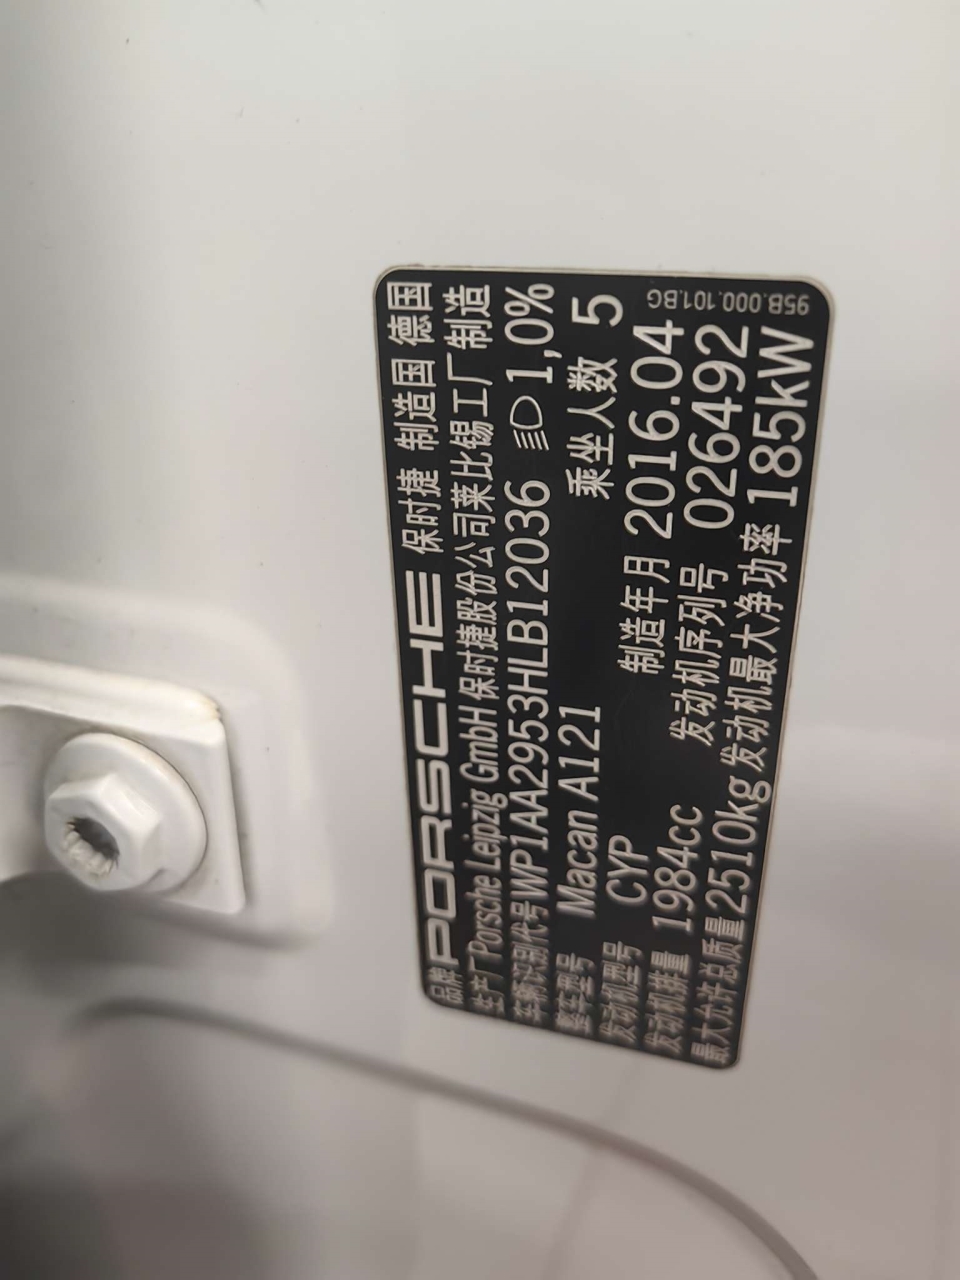 品牌 PORSCHE 保时捷 制造国 德国
生产厂 Porsche Leipzig GmbH 保时捷股份公司莱比锡工厂 制造
车辆识别代号 WP1AA2953HLB12036 1,0%
整车型号 Macan A121 乘坐人数 5
发动机型号 CYP 制造年月 2016.04
发动机排量 1984cc 发动机序列号 026492
最大允许总质量 2510kg 发动机最大净功率 185kW
95B.000.101.BG